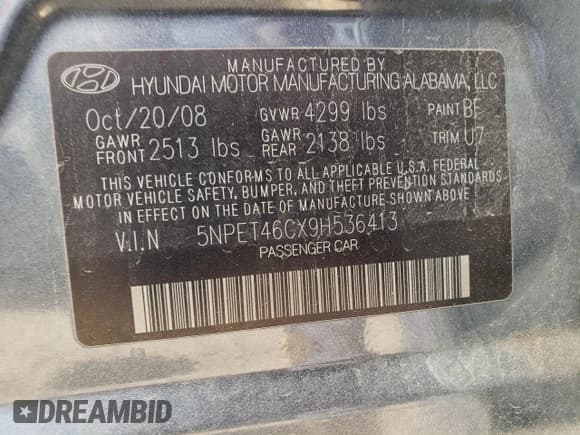 MANUFACTURED BY
HYUNDAI MOTOR MANUFACTURING ALABAMA, LLC
Oct/20/08 GVWR 4299 lbs PAINT BF
GAWR FRONT 2513 lbs GAWR REAR 2138 lbs TRIM U7
THIS VEHICLE CONFORMS TO ALL APPLICABLE U.S.A. FEDERAL
MOTOR VEHICLE SAFETY, BUMPER, AND THEFT PREVENTION STANDARDS
IN EFFECT ON THE DATE OF MANUFACTURE SHOWN ABOVE.
V.I.N 5NPET46CX9H536413
PASSENGER CAR
DREAMBID